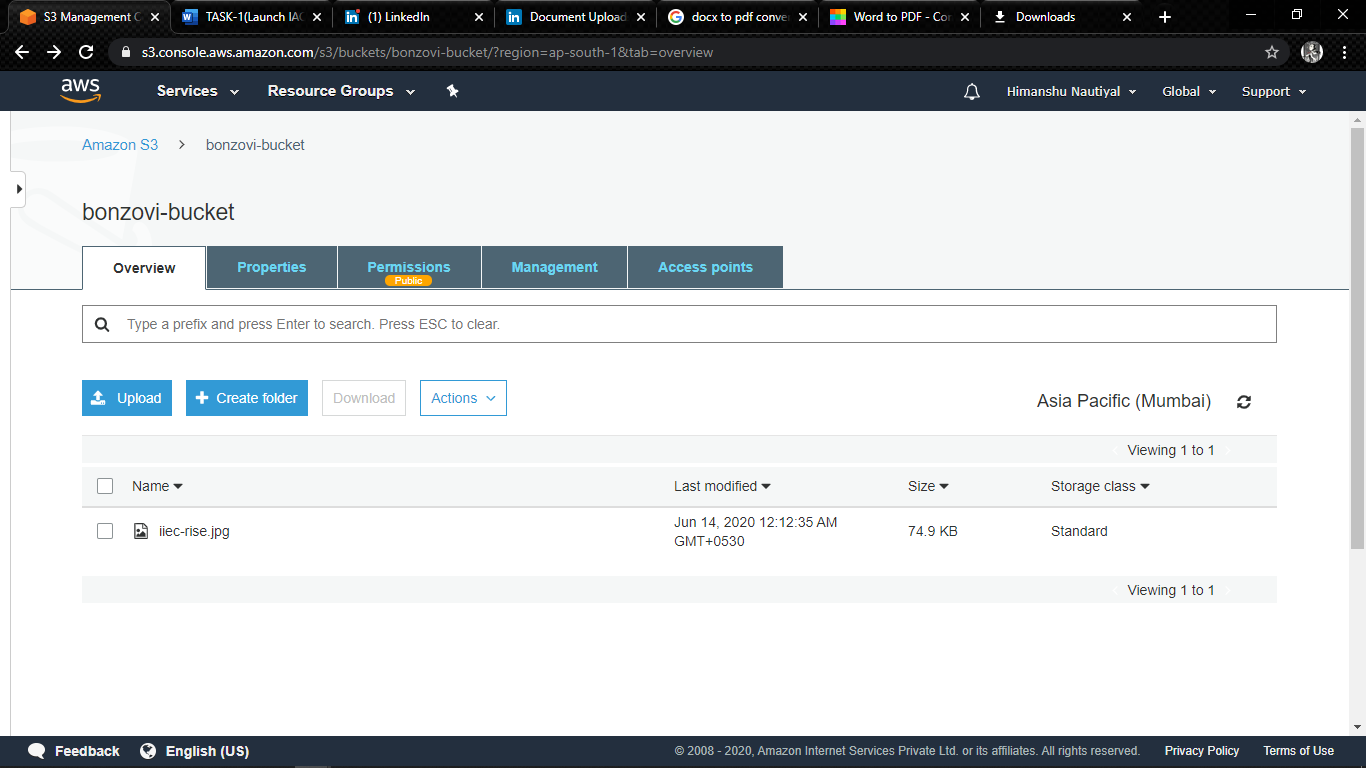 S3 Management C
TASK-1(Launch IAC
(1) LinkedIn
Document Upload
docx to pdf conver
Word to PDF - Con
Downloads
s3.console.aws.amazon.com/s3/buckets/bonzovi-bucket/?region=ap-south-1&tab=overview
aws
Services
Resource Groups
Himanshu Nautiyal
Global
Support
Amazon S3
bonzovi-bucket
bonzovi-bucket
Overview
Properties
Permissions
Public
Management
Access points
Type a prefix and press Enter to search. Press ESC to clear.
Upload
Create folder
Download
Actions
Asia Pacific (Mumbai)
Viewing 1 to 1
Name
Last modified
Size
Storage class
iiec-rise.jpg
Jun 14, 2020 12:12:35 AM
GMT+0530
74.9 KB
Standard
Viewing 1 to 1
Feedback
English (US)
© 2008 - 2020, Amazon Internet Services Private Ltd. or its affiliates. All rights reserved.
Privacy Policy
Terms of Use